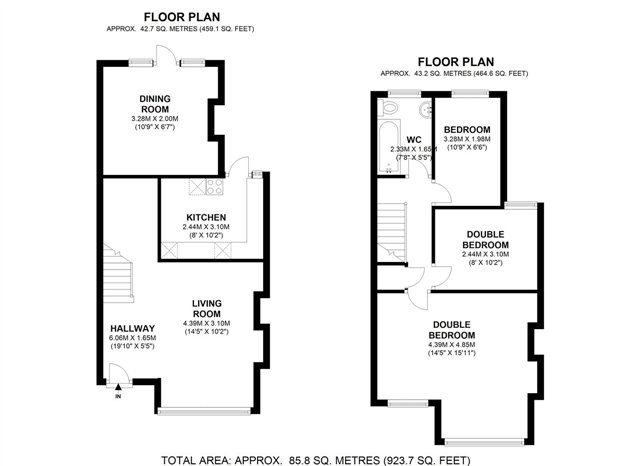 FLOOR PLAN
APPROX. 42.7 SQ. METRES (459.1 SQ. FEET)
DINING
ROOM
3.28M X 2.00M
(10'9" X 6'7")
KITCHEN
2.44M X 3.10M
(8' X 10'2")
LIVING
ROOM
4.39M X 3.10M
(14'5" X 10'2")
HALLWAY
6.06M X 1.65M
(19'10" X 5'5")
IN
FLOOR PLAN
APPROX. 43.2 SQ. METRES (464.6 SQ. FEET)
WC
2.33M X 1.65M
(7'8" X 5'5")
BEDROOM
3.28M X 1.98M
(10'9" X 6'6")
DOUBLE
BEDROOM
2.44M X 3.10M
(8' X 10'2")
DOUBLE
BEDROOM
4.39M X 4.85M
(14'5" X 15'11")
TOTAL AREA: APPROX. 85.8 SQ. METRES (923.7 SQ. FEET)